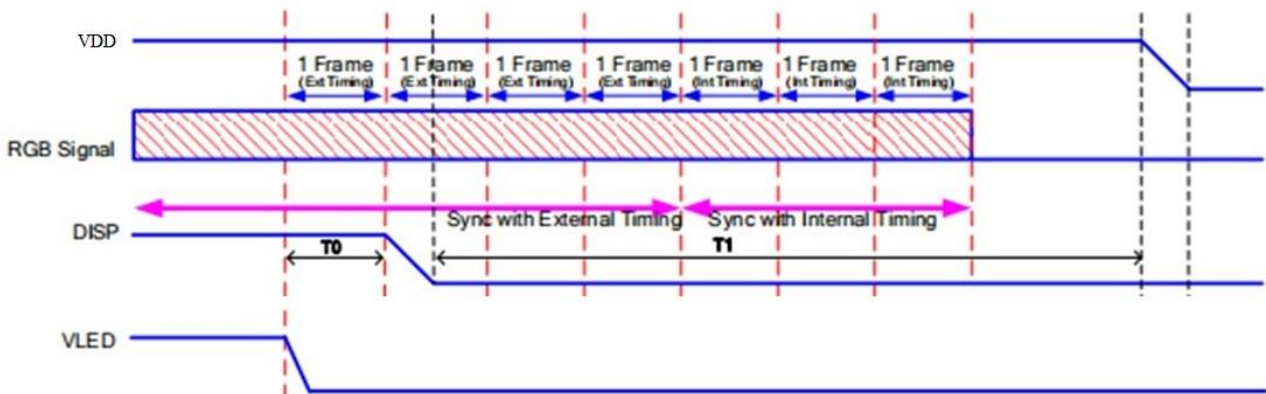 VDD
1 Frame 1 Frame 1 Frame 1 Frame 1 Frame 1 Frame 1 Frame
(Ext Timing) (Ext Timing) (Ext Timing) (Ext Timing) (Int Timing) (Int Timing) (Int Timing)
RGB Signal
Sync with External Timing Sync with Internal Timing
DISP
T0 T1
VLED